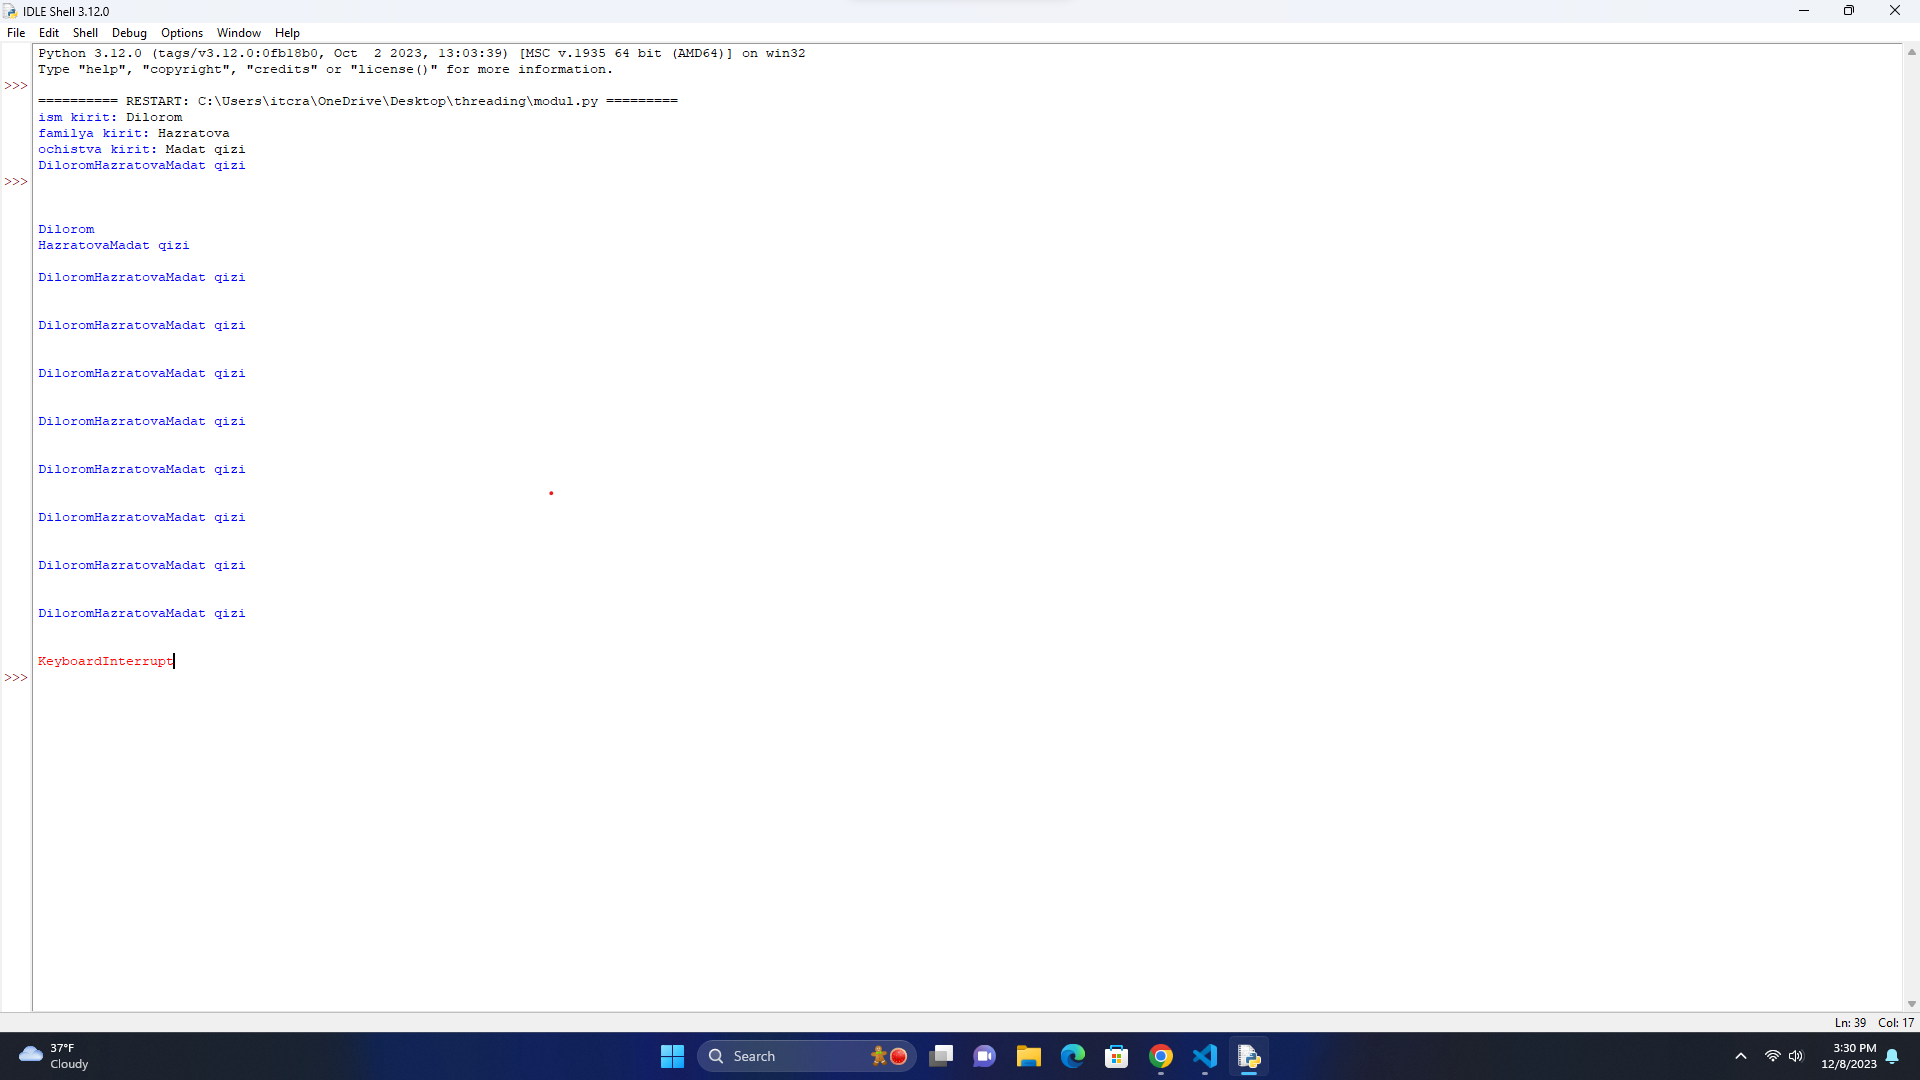 IDLE Shell 3.12.0
File Edit Shell Debug Options Window Help
Python 3.12.0 (tags/v3.12.0:0fb18b0, Oct  2 2023, 13:03:39) [MSC v.1935 64 bit (AMD64)] on win32
Type "help", "copyright", "credits" or "license()" for more information.
>>>
========== RESTART: C:\Users\itcra\OneDrive\Desktop\threading\modul.py =========
ism kirit: Dilorom
familya kirit: Hazratova
ochistva kirit: Madat qizi
DiloromHazratovaMadat qizi
>>>
Dilorom
HazratovaMadat qizi
DiloromHazratovaMadat qizi
DiloromHazratovaMadat qizi
DiloromHazratovaMadat qizi
DiloromHazratovaMadat qizi
DiloromHazratovaMadat qizi
DiloromHazratovaMadat qizi
DiloromHazratovaMadat qizi
DiloromHazratovaMadat qizi
KeyboardInterrupt
>>>
Ln: 39 Col: 17
37°F
Cloudy
Search
3:30 PM
12/8/2023